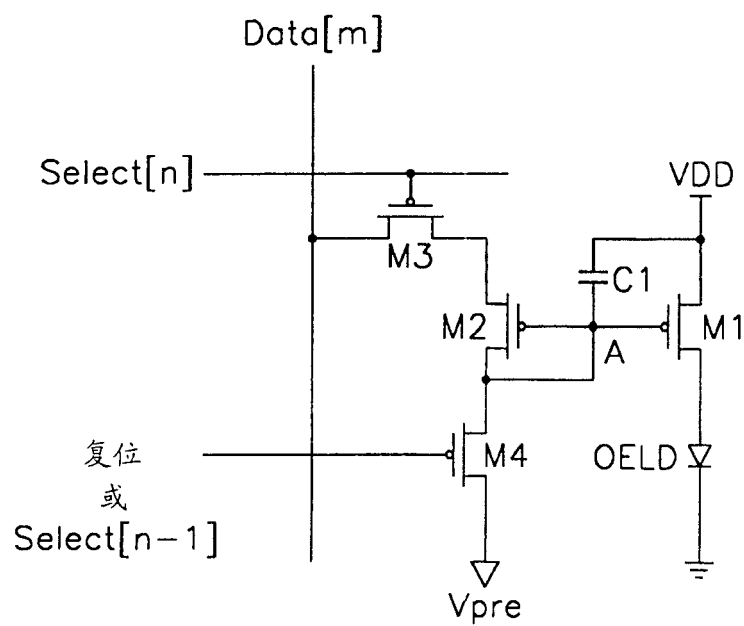 Data[m]
Select[n]
VDD
M3
C1
M2
M1
A
复位
或
Select[n-1]
M4
OELD
Vpre